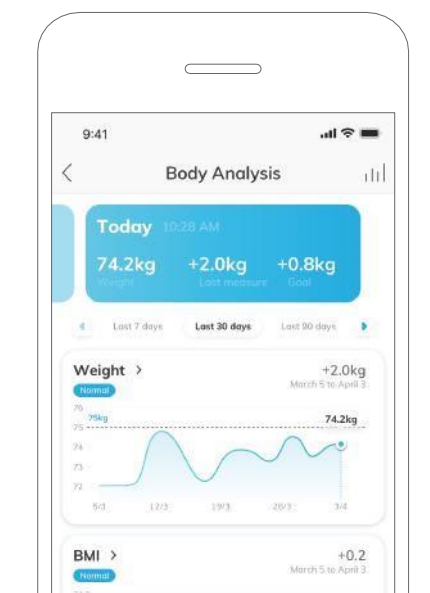 9:41
Body Analysis
Today 10:28 AM
74.2kg +2.0kg +0.8kg
Weight Last measure Goal
Last 7 days Last 30 days Last 90 days
Weight > +2.0kg
Normal March 5 to April 3
76
75kg 74.2kg
75
74
73
72
5/3 12/3 19/3 26/3 3/4
BMI > +0.2
Normal March 5 to April 3